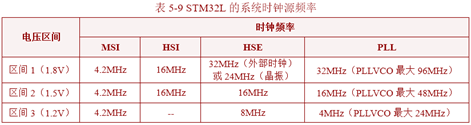 表 5-9 STM32L 的系统时钟源频率
电压区间 时钟频率
MSI HSI HSE PLL
区间 1（1.8V） 4.2MHz 16MHz 32MHz（外部时钟）或 24MHz（晶振） 32MHz（PLLVCO 最大 96MHz）
区间 2（1.5V） 4.2MHz 16MHz 16MHz 16MHz（PLLVCO 最大 48MHz）
区间 3（1.2V） 4.2MHz -- 8MHz 4MHz（PLLVCO 最大 24MHz）